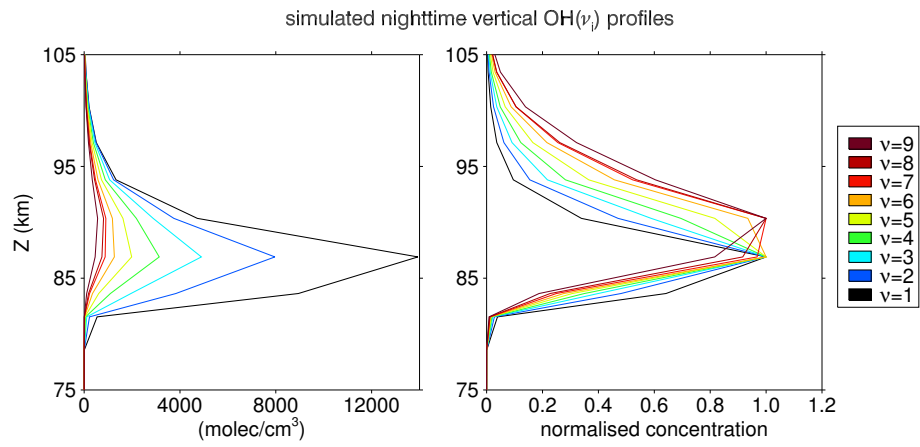 simulated nighttime vertical OH(νi) profiles
105
95
85
75
Z (km)
0
4000
8000
12000
(molec/cm³)
105
95
85
75
0
0.2
0.4
0.6
0.8
1.0
1.2
normalised concentration
ν=9
ν=8
ν=7
ν=6
ν=5
ν=4
ν=3
ν=2
ν=1